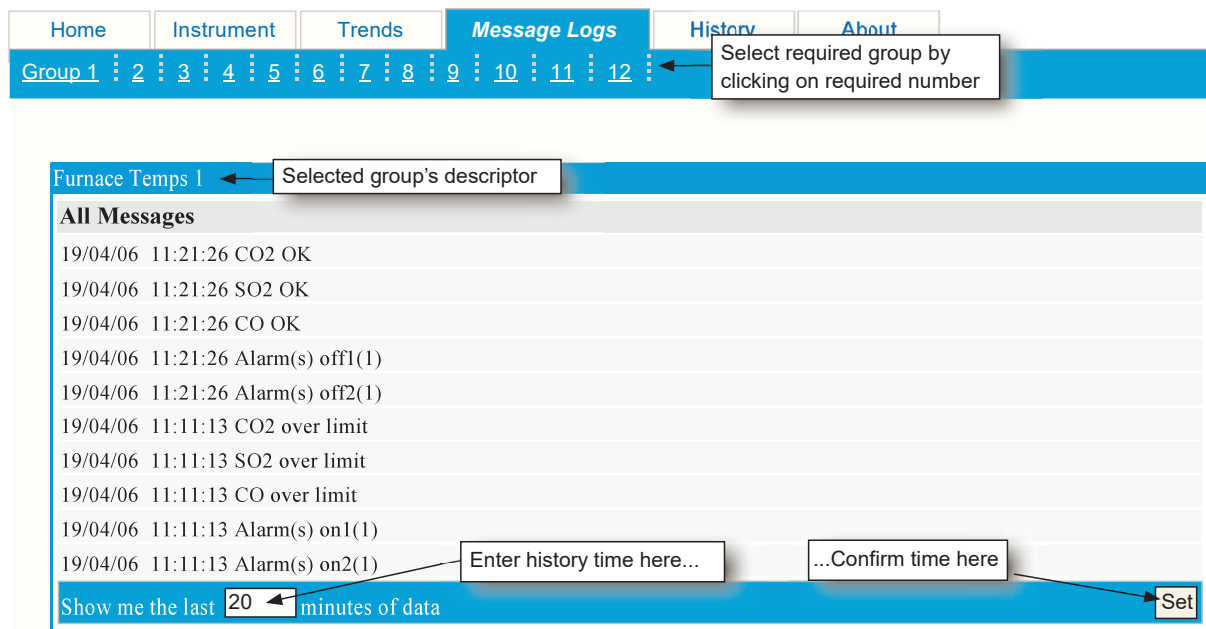 Home Instrument Trends Message Logs History About
Group 1 2 3 4 5 6 7 8 9 10 11 12
Select required group by
clicking on required number
Furnace Temps 1
Selected group's descriptor
All Messages
19/04/06 11:21:26 CO2 OK
19/04/06 11:21:26 SO2 OK
19/04/06 11:21:26 CO OK
19/04/06 11:21:26 Alarm(s) off1(1)
19/04/06 11:21:26 Alarm(s) off2(1)
19/04/06 11:11:13 CO2 over limit
19/04/06 11:11:13 SO2 over limit
19/04/06 11:11:13 CO over limit
19/04/06 11:11:13 Alarm(s) on1(1)
19/04/06 11:11:13 Alarm(s) on2(1)
Enter history time here...
...Confirm time here
Show me the last 20 minutes of data Set